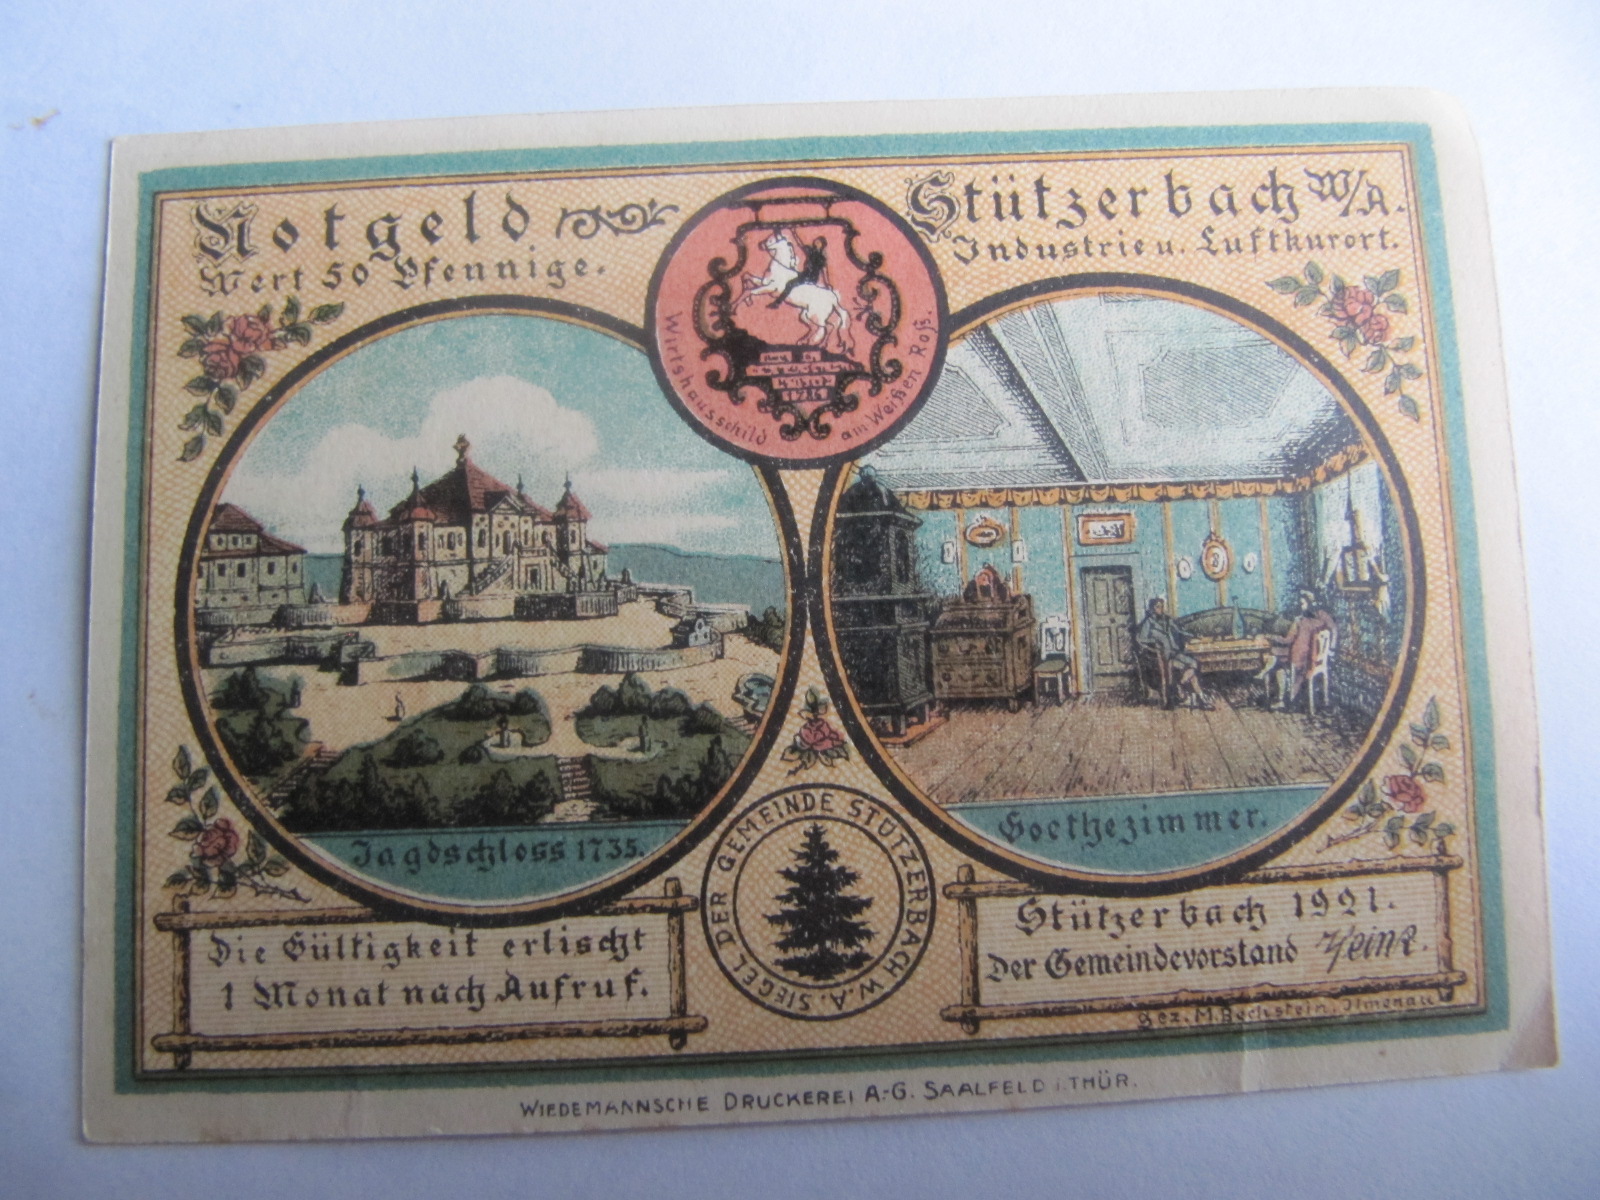 Notgeld
Wert 50 Pfennige.
Stützerbach W/A.
Industrie u. Luftkurort.
Wirtshausschild am Weißen Roß.
Jagdschloss 1735.
Goethezimmer.
SIEGEL DER GEMEINDE STÜTZERBACH W.A.
Die Gültigkeit erlischt
1 Monat nach Aufruf.
Stützerbach 1921.
Der Gemeindevorstand
gez. M. Bechstein, Ilmenau
WIEDEMANNSCHE DRUCKEREI A.-G. SAALFELD i. THÜR.